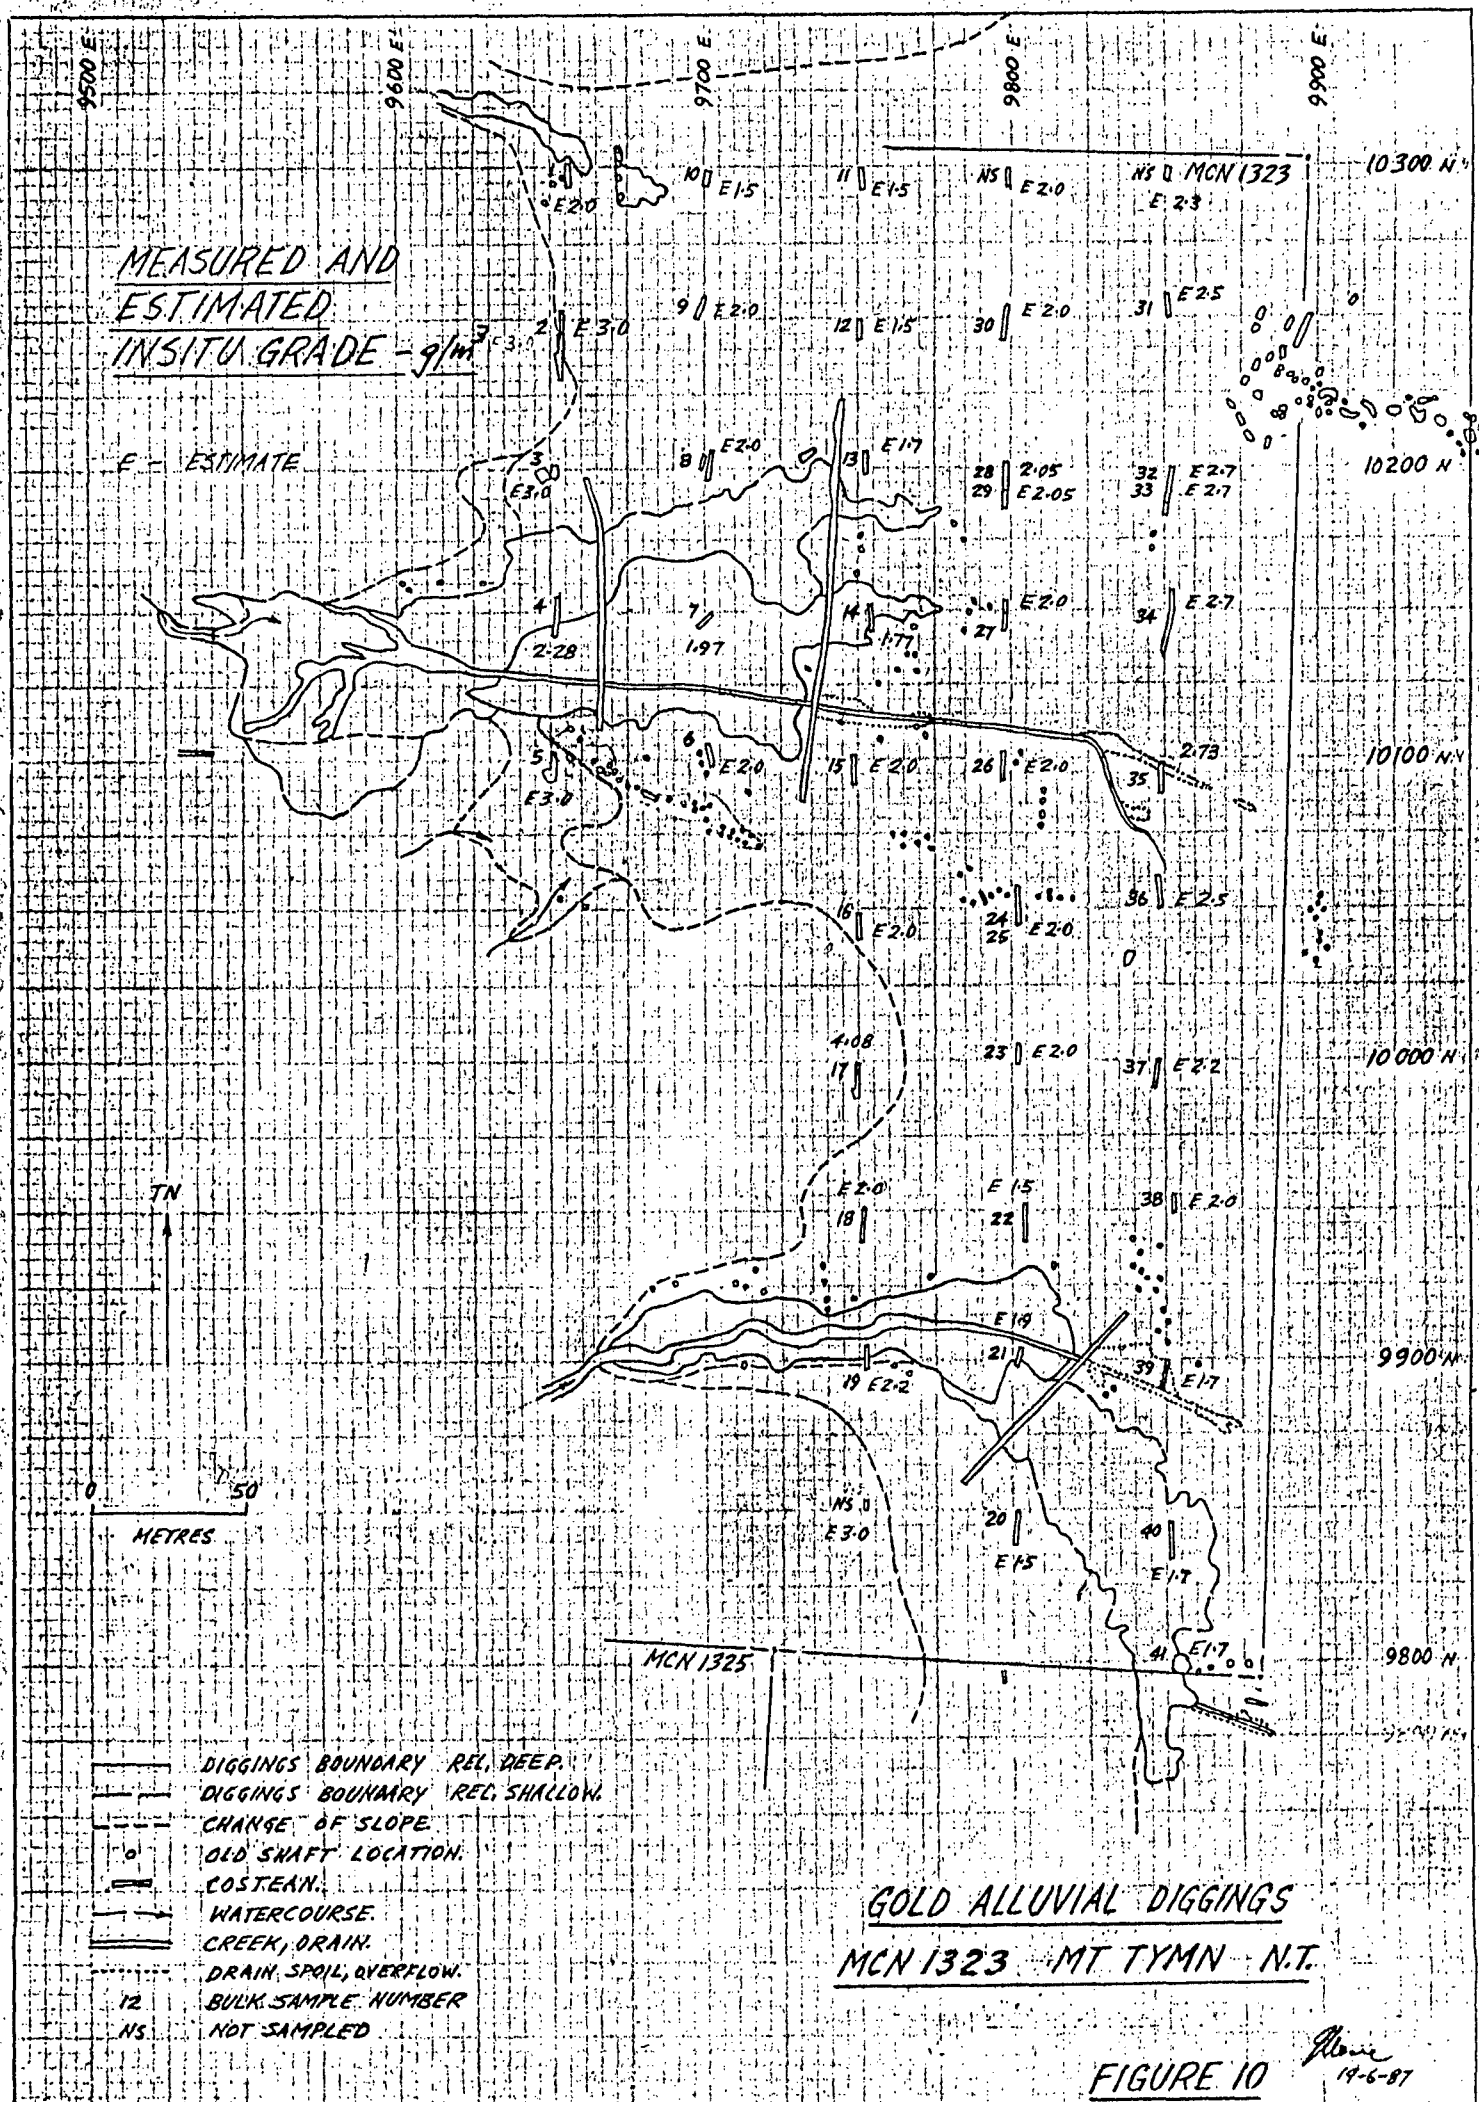 9500 E
9600 E
9700 E
9800 E
9900 E
MCN 1323
10300 N
E 2.0
10 E 1.5
11 E 1.5
NS E 2.0
NS E 2.3
MEASURED AND
ESTIMATED
INSITU GRADE - g/m³
E 3.0
2 E 3.0
9 E 2.0
12 E 1.5
30 E 2.0
31 E 2.5
E - ESTIMATE
3
E 3.0
8 E 2.0
13 E 1.7
28 2.05
29 E 2.05
32 E 2.7
33 E 2.7
10200 N
4
2.28
7
1.97
14
1.77
27 E 2.0
34 E 2.7
5
E 3.0
6 E 2.0
15 E 2.0
26 E 2.0
35 2.73
10100 N
16 E 2.0
24
25 E 2.0
36 E 2.5
4.08
17
23 E 2.0
37 E 2.2
10000 N
TN
E 2.0
18
E 1.5
22
38 E 2.0
E 1.9
21
19 E 2.2
39 E 1.7
9900 N
0 50
METRES
NS
E 3.0
20
E 1.5
40
E 1.7
MCN 1325
41 E 1.7
9800 N
DIGGINGS BOUNDARY REL. DEEP.
DIGGINGS BOUNDARY REL. SHALLOW.
CHANGE OF SLOPE.
OLD SHAFT LOCATION.
COSTEAN.
WATERCOURSE.
CREEK, DRAIN.
DRAIN SPOIL, OVERFLOW.
12 BULK SAMPLE NUMBER
NS NOT SAMPLED
GOLD ALLUVIAL DIGGINGS
MCN 1323 MT TYMN N.T.
FIGURE 10
19-6-87